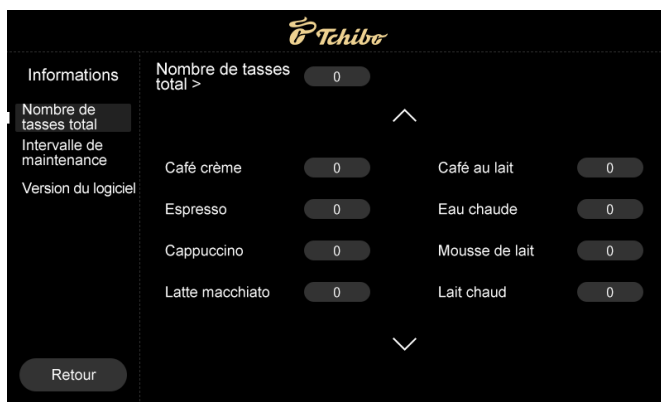 Tchibo
Informations
Nombre de tasses total
Intervalle de maintenance
Version du logiciel
Retour
Nombre de tasses
total >
0
Café crème 0
Café au lait 0
Espresso 0
Eau chaude 0
Cappuccino 0
Mousse de lait 0
Latte macchiato 0
Lait chaud 0